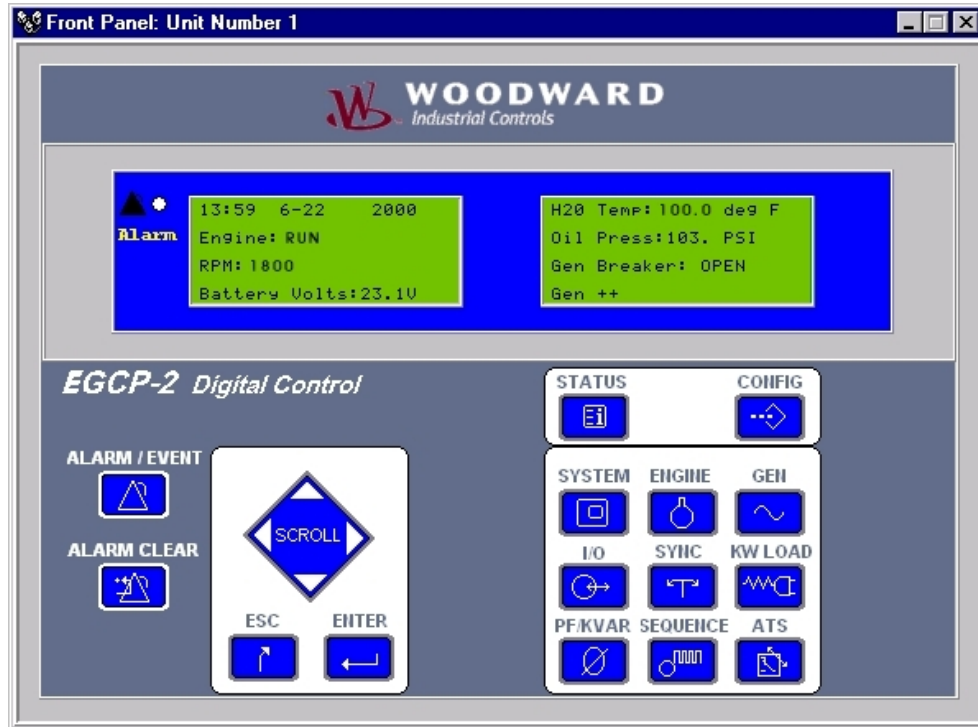 Front Panel: Unit Number 1
WOODWARD
Industrial Controls
Alarm
13:59 6-22 2000
Engine: RUN
RPM: 1800
Battery Volts:23.1V
H20 Temp: 100.0 deg F
Oil Press:103. PSI
Gen Breaker: OPEN
Gen ++
EGCP-2 Digital Control
STATUS CONFIG
ALARM / EVENT
ALARM CLEAR
SCROLL
ESC ENTER
SYSTEM ENGINE GEN
I/O SYNC KW LOAD
PF/KVAR SEQUENCE ATS